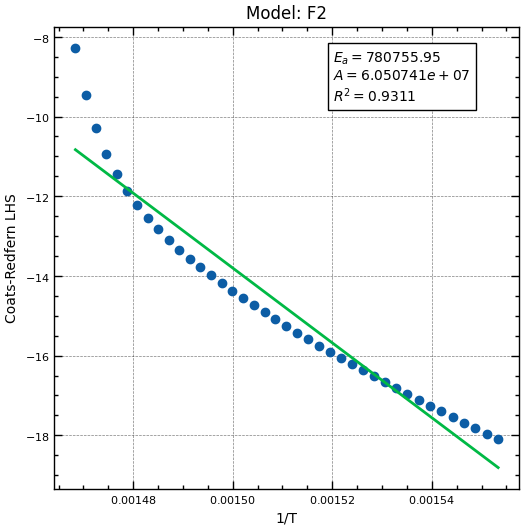 Model: F2
E_a = 780755.95
A = 6.050741e + 07
R² = 0.9311
Coats-Redfern LHS
−8
−10
−12
−14
−16
−18
0.00148
0.00150
0.00152
0.00154
1/T